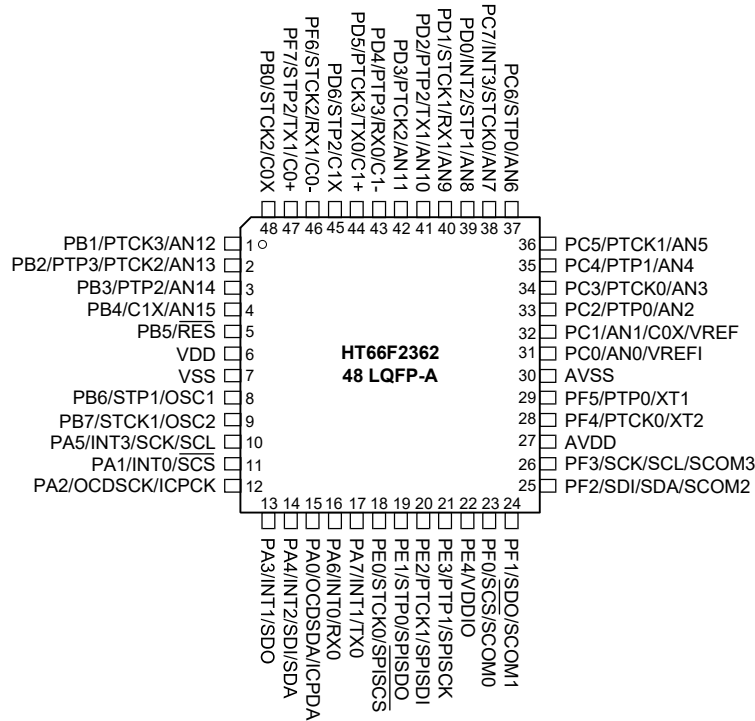 PB0/STCK2/C0X
PF7/STP2/TX1/C0+
PF6/STCK2/RX1/C0-
PD6/STP2/C1X
PD5/PTCK3/TX0/C1+
PD4/PTP3/RX0/C1-
PD3/PTCK2/AN11
PD2/PTP2/TX1/AN10
PD1/STCK1/RX1/AN9
PD0/INT2/STP1/AN8
PC7/INT3/STCK0/AN7
PC6/STP0/AN6
48 47 46 45 44 43 42 41 40 39 38 37
PB1/PTCK3/AN12 1
PB2/PTP3/PTCK2/AN13 2
PB3/PTP2/AN14 3
PB4/C1X/AN15 4
PB5/RES 5
VDD 6
VSS 7
PB6/STP1/OSC1 8
PB7/STCK1/OSC2 9
PA5/INT3/SCK/SCL 10
PA1/INT0/SCS 11
PA2/OCDSCK/ICPCK 12
HT66F2362
48 LQFP-A
36 PC5/PTCK1/AN5
35 PC4/PTP1/AN4
34 PC3/PTCK0/AN3
33 PC2/PTP0/AN2
32 PC1/AN1/C0X/VREF
31 PC0/AN0/VREFI
30 AVSS
29 PF5/PTP0/XT1
28 PF4/PTCK0/XT2
27 AVDD
26 PF3/SCK/SCL/SCOM3
25 PF2/SDI/SDA/SCOM2
13 14 15 16 17 18 19 20 21 22 23 24
PA3/INT1/SDO
PA4/INT2/SDI/SDA
PA0/OCDSDA/ICPDA
PA6/INT0/RX0
PA7/INT1/TX0
PE0/STCK0/SPISCS
PE1/STP0/SPISDO
PE2/PTCK1/SPISDI
PE3/PTP1/SPISCK
PE4/VDDIO
PF0/SCS/SCOM0
PF1/SDO/SCOM1